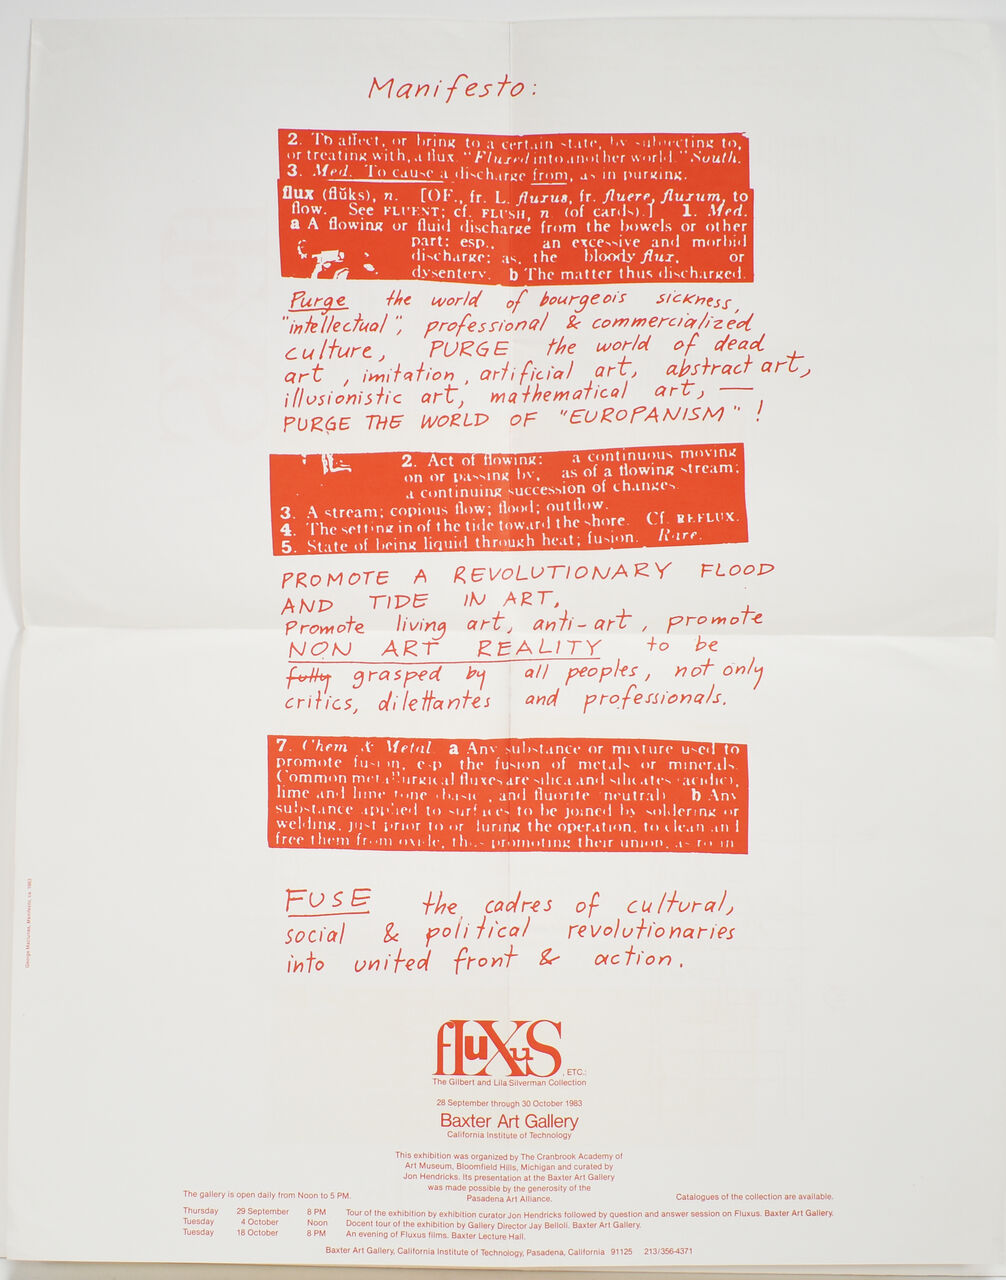 Manifesto:
2. To affect, or bring to a certain state, by subjecting to,
or treating with, a flux. "Fluxed into another world." South.
3. Med. To cause a discharge from, as in purging.
flux (flŭks), n. [OF., fr. L. fluxus, fr. fluere, fluxum, to
flow. See FLUENT; cf. FLUSH, n. (of cards).] 1. Med.
a A flowing or fluid discharge from the bowels or other
part; esp., an excessive and morbid
discharge; as, the bloody flux, or
dysentery. b The matter thus discharged.
Purge the world of bourgeois sickness,
"intellectual", professional & commercialized
culture, PURGE the world of dead
art, imitation, artificial art, abstract art,
illusionistic art, mathematical art, —
PURGE THE WORLD OF "EUROPANISM"!
2. Act of flowing: a continuous moving
on or passing by, as of a flowing stream;
a continuing succession of changes.
3. A stream; copious flow; flood; outflow.
4. The setting in of the tide toward the shore. Cf. REFLUX.
5. State of being liquid through heat; fusion. Rare.
PROMOTE A REVOLUTIONARY FLOOD
AND TIDE IN ART,
Promote living art, anti-art, promote
NON ART REALITY to be
fully grasped by all peoples, not only
critics, dilettantes and professionals.
7. Chem & Metal. a Any substance or mixture used to
promote fusion, esp. the fusion of metals or minerals.
Common metallurgical fluxes are silica and silicates (acidic),
lime and limestone (basic), and fluorite (neutral). b Any
substance applied to surfaces to be joined by soldering or
welding, just prior to or during the operation, to clean and
free them from oxide, thus promoting their union, as rosin
FUSE the cadres of cultural,
social & political revolutionaries
into united front & action.
George Maciunas, Manifesto, ca. 1963
fluXuS, ETC.:
The Gilbert and Lila Silverman Collection
28 September through 30 October 1983
Baxter Art Gallery
California Institute of Technology
This exhibition was organized by The Cranbrook Academy of
Art Museum, Bloomfield Hills, Michigan and curated by
Jon Hendricks. Its presentation at the Baxter Art Gallery
was made possible by the generosity of the
Pasadena Art Alliance.
The gallery is open daily from Noon to 5 PM.
Catalogues of the collection are available.
Thursday 29 September 8 PM Tour of the exhibition by exhibition curator Jon Hendricks followed by question and answer session on Fluxus. Baxter Art Gallery.
Tuesday 4 October Noon Docent tour of the exhibition by Gallery Director Jay Belloli. Baxter Art Gallery.
Tuesday 18 October 8 PM An evening of Fluxus films. Baxter Lecture Hall.
Baxter Art Gallery, California Institute of Technology, Pasadena, California 91125 213/356-4371